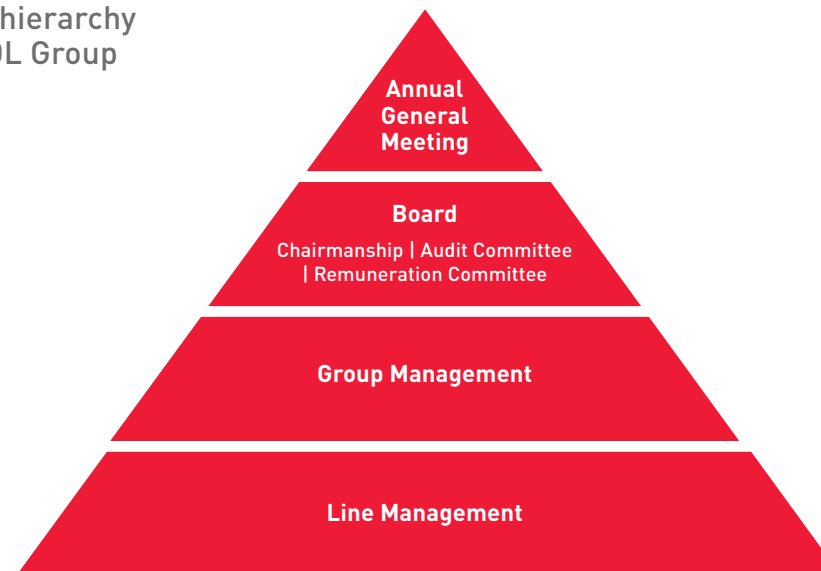 hierarchy
Group
Annual
General
Meeting
Board
Chairmanship | Audit Committee
| Remuneration Committee
Group Management
Line Management